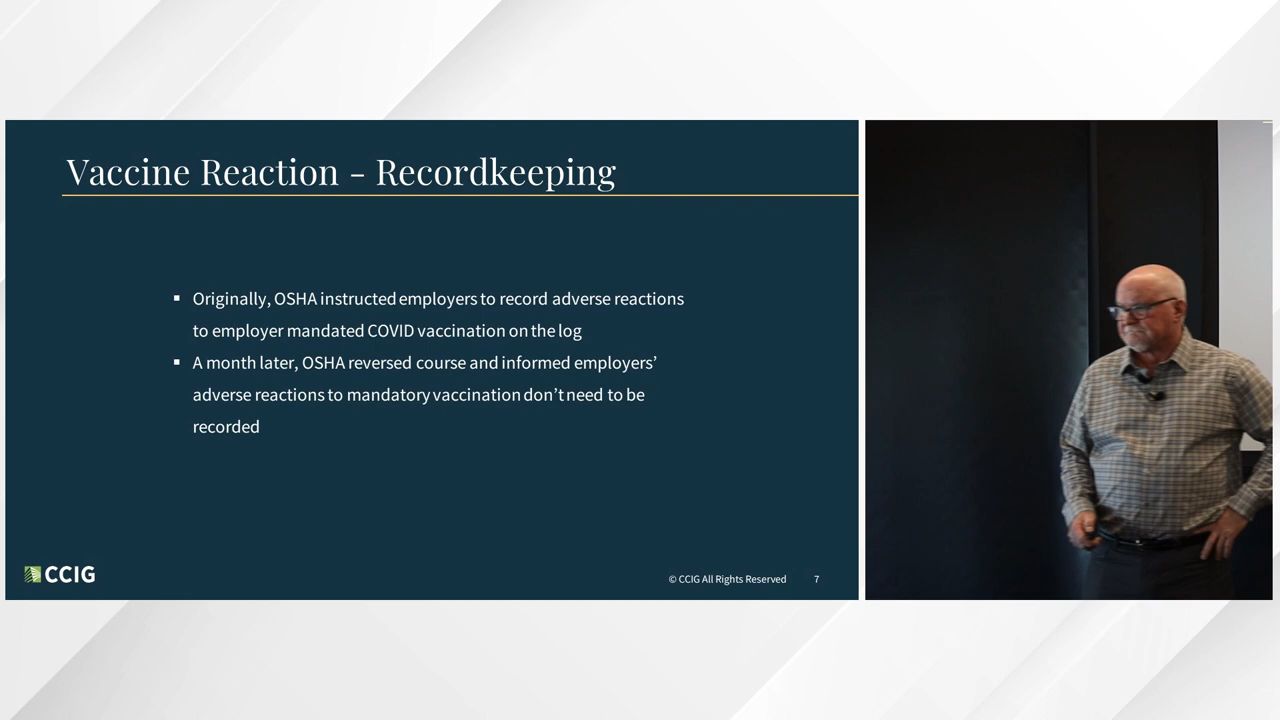 Vaccine Reaction - Recordkeeping
▪ Originally, OSHA instructed employers to record adverse reactions
to employer mandated COVID vaccination on the log
▪ A month later, OSHA reversed course and informed employers’
adverse reactions to mandatory vaccination don’t need to be
recorded
CCIG
© CCIG All Rights Reserved 7